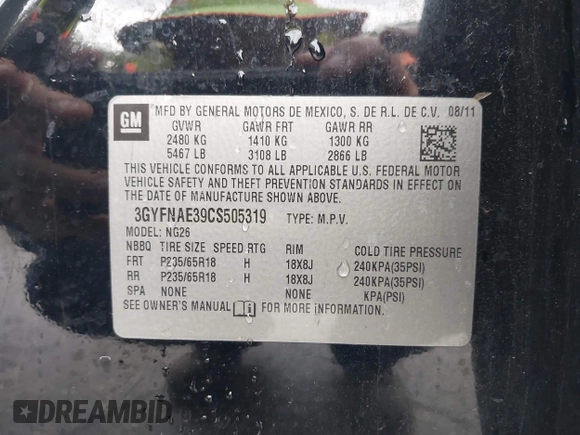 GM
MFD BY GENERAL MOTORS DE MEXICO, S. DE R.L. DE C.V. 08/11
GVWR GAWR FRT GAWR RR
2480 KG 1410 KG 1300 KG
5467 LB 3108 LB 2866 LB
THIS VEHICLE CONFORMS TO ALL APPLICABLE U.S. FEDERAL MOTOR
VEHICLE SAFETY AND THEFT PREVENTION STANDARDS IN EFFECT
ON THE DATE OF MANUFACTURE SHOWN ABOVE.
3GYFNAE39CS505319 TYPE: M.P.V.
MODEL: NG26
NBBQ TIRE SIZE SPEED RTG RIM COLD TIRE PRESSURE
FRT P235/65R18 H 18X8J 240KPA(35PSI)
RR P235/65R18 H 18X8J 240KPA(35PSI)
SPA NONE NONE KPA(PSI)
SEE OWNER'S MANUAL FOR MORE INFORMATION.
DREAMBID